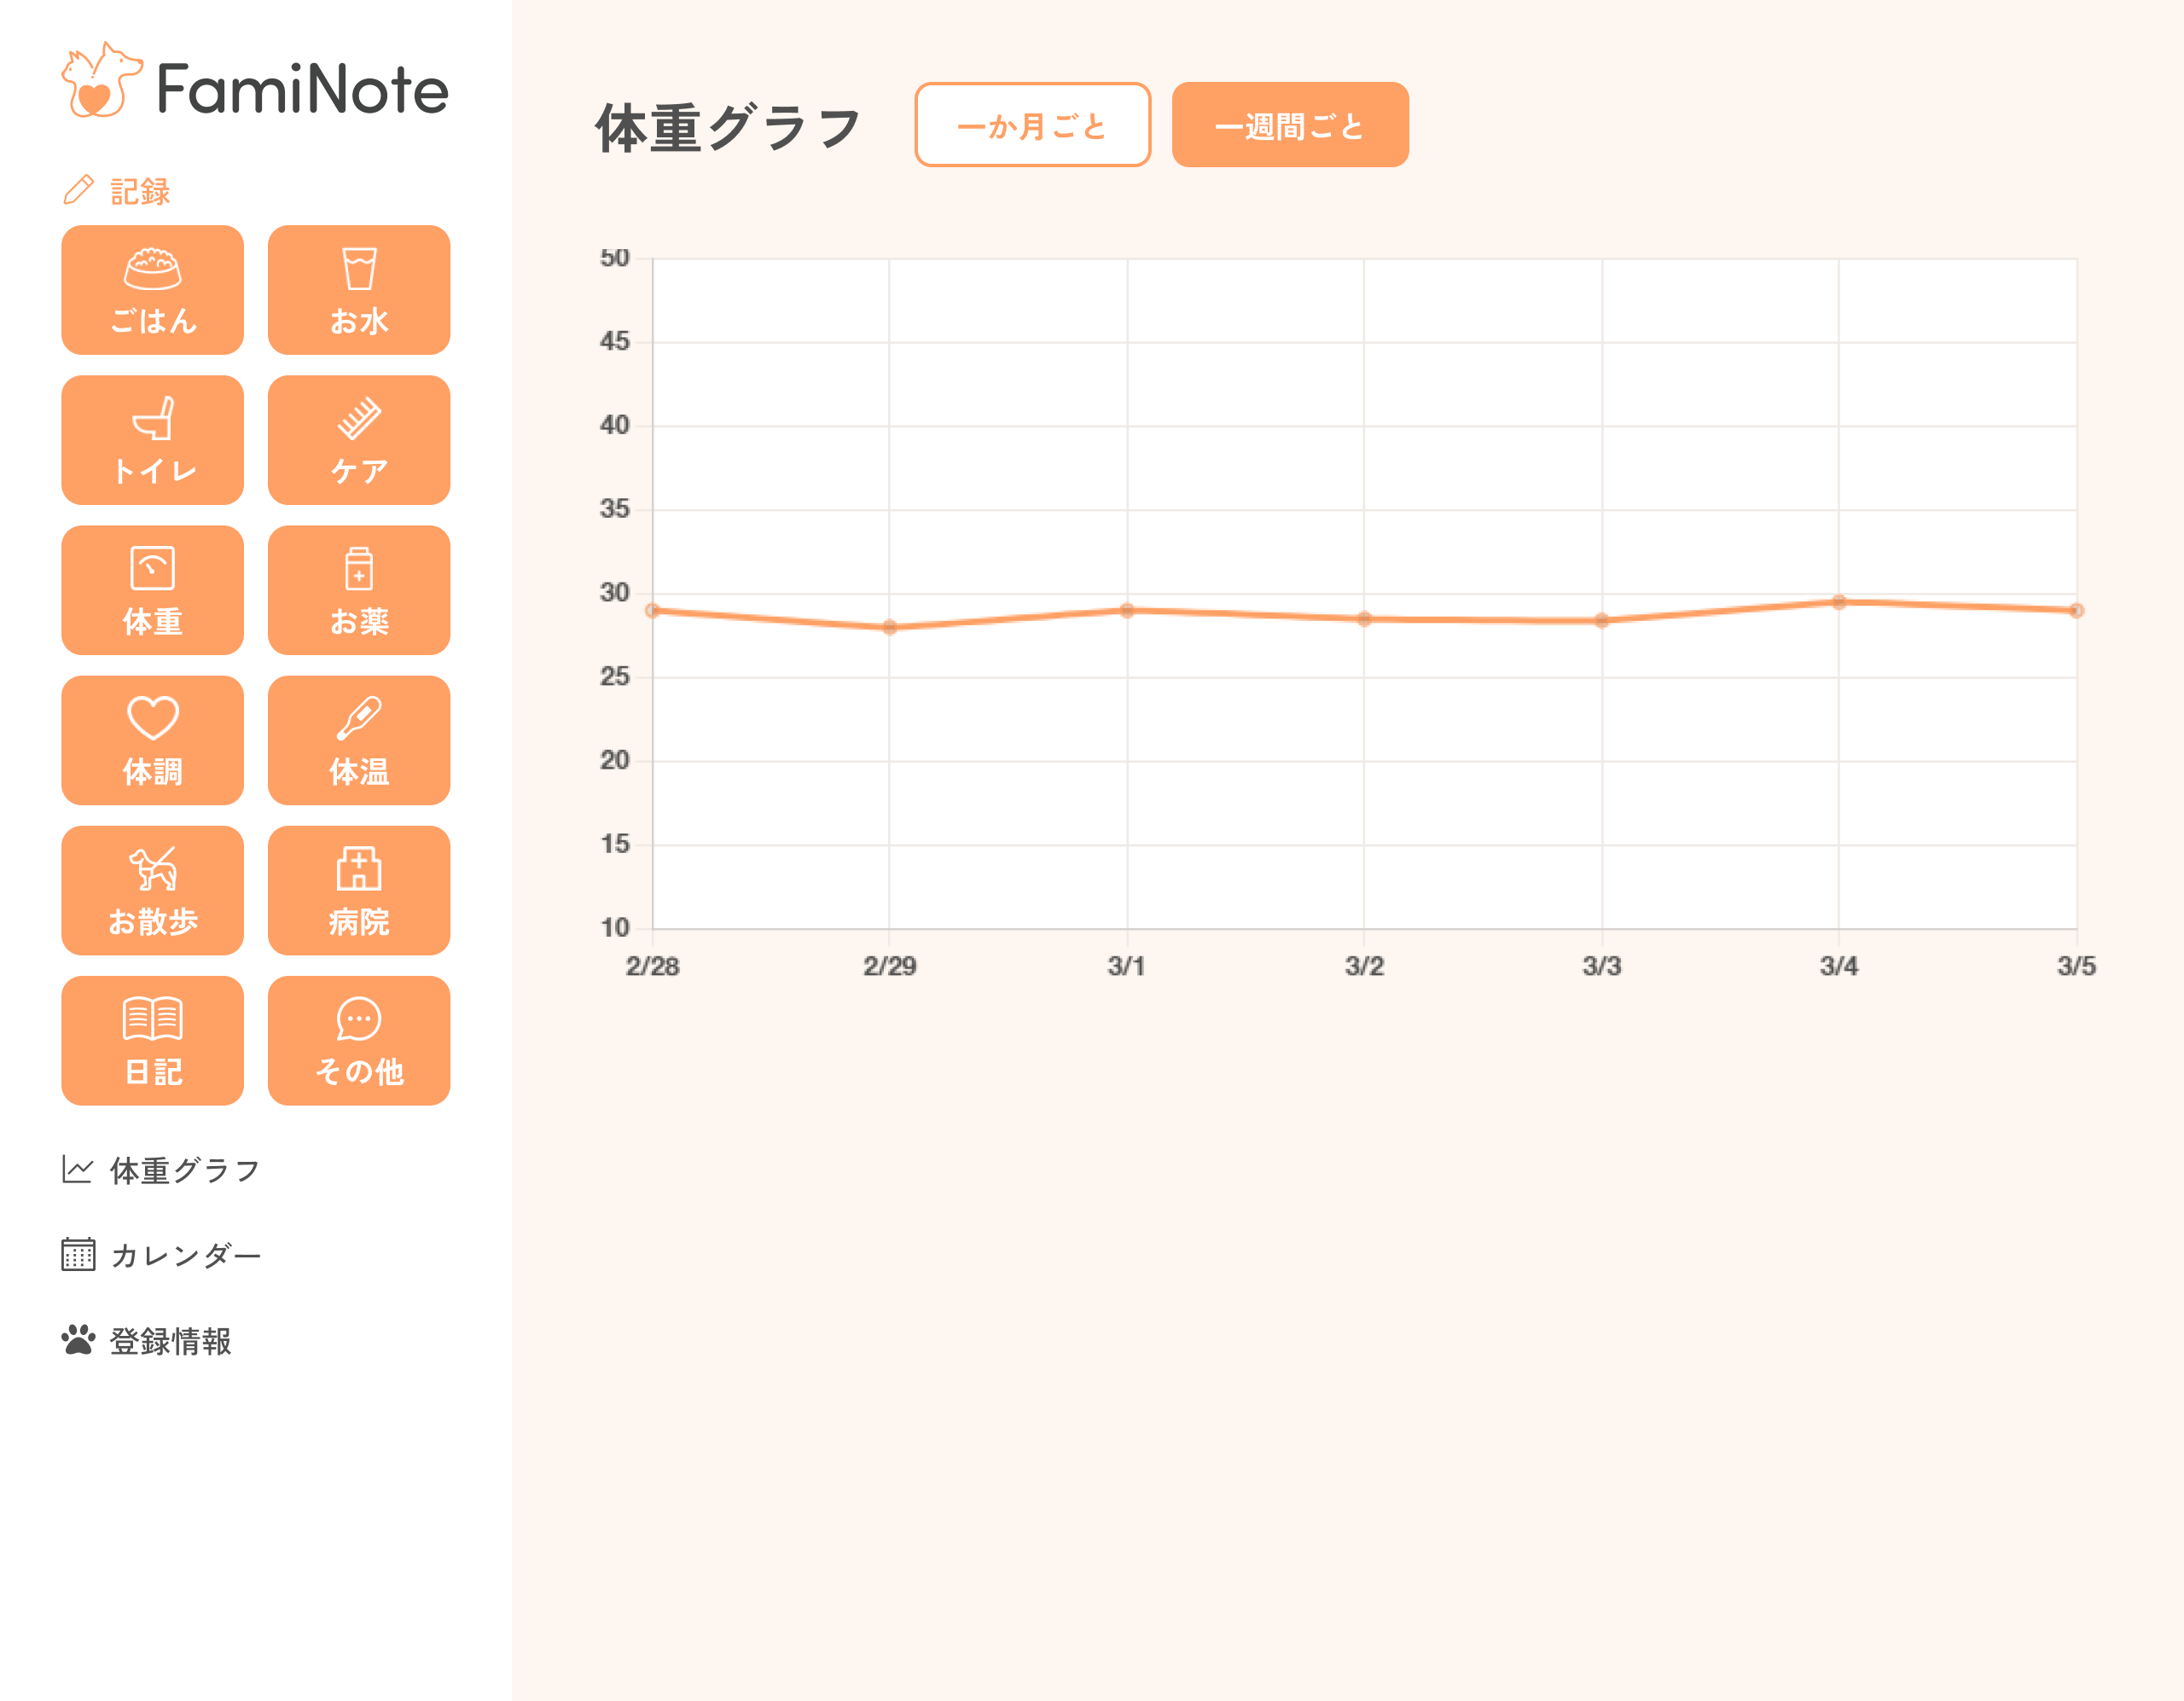 FamiNote
記録
ごはん
お水
トイレ
ケア
体重
お薬
体調
体温
お散歩
病院
日記
その他
体重グラフ
カレンダー
登録情報
体重グラフ
一か月ごと
一週間ごと
50
45
40
35
30
25
20
15
10
2/28 2/29 3/1 3/2 3/3 3/4 3/5